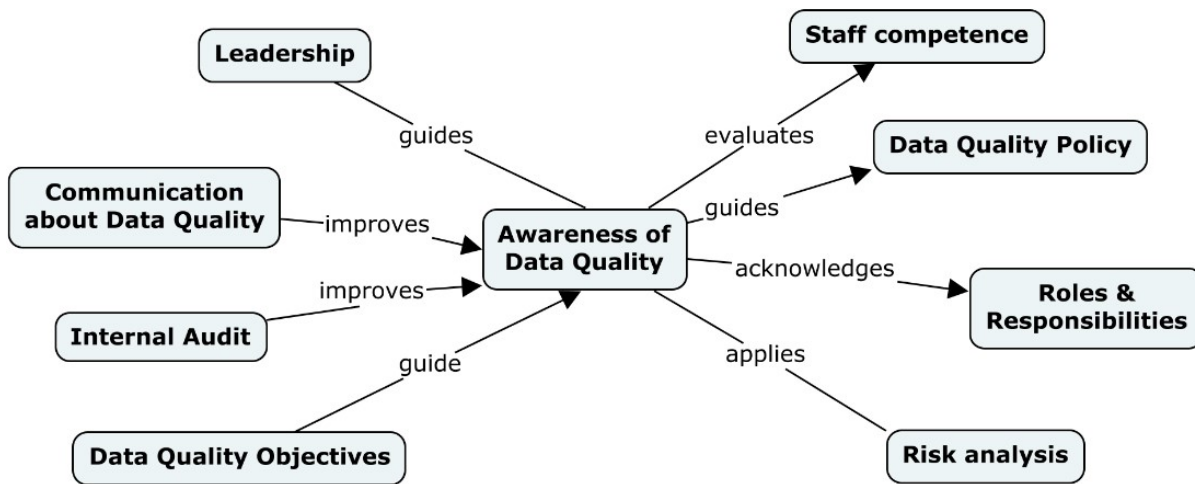 Leadership
Staff competence
guides
evaluates
Data Quality Policy
Communication
about Data Quality
improves
guides
Awareness of
Data Quality
acknowledges
improves
Roles &
Responsibilities
Internal Audit
guide
applies
Data Quality Objectives
Risk analysis